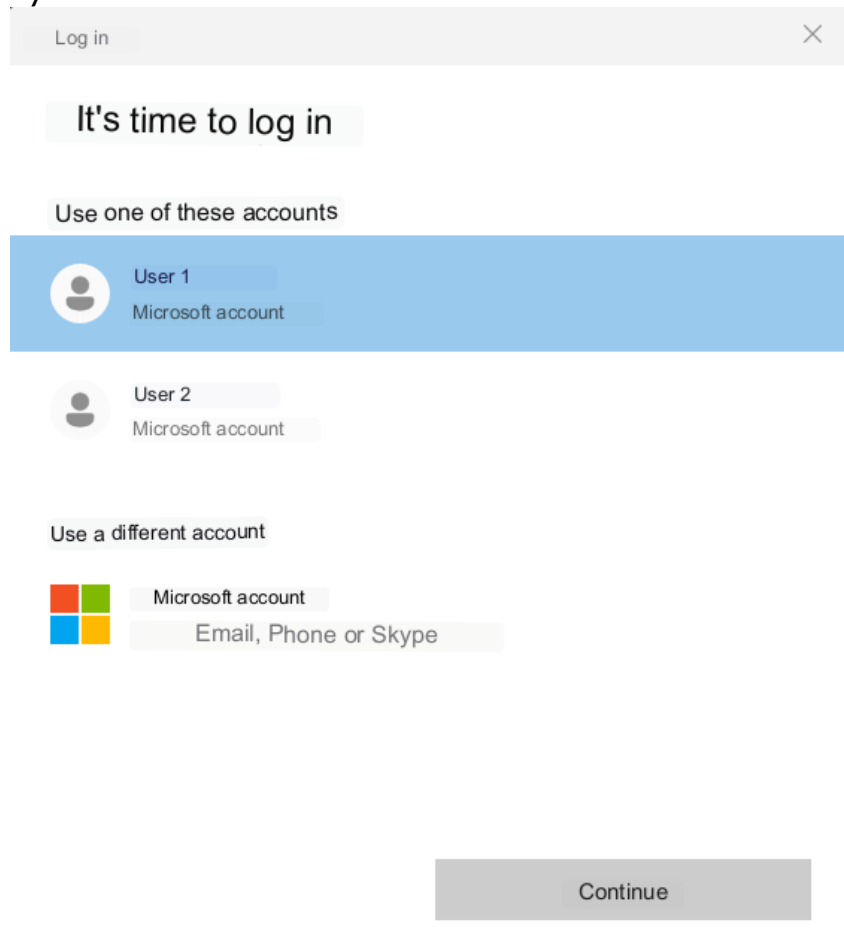 Log in
It's time to log in
Use one of these accounts
User 1
Microsoft account
User 2
Microsoft account
Use a different account
Microsoft account
Email, Phone or Skype
Continue